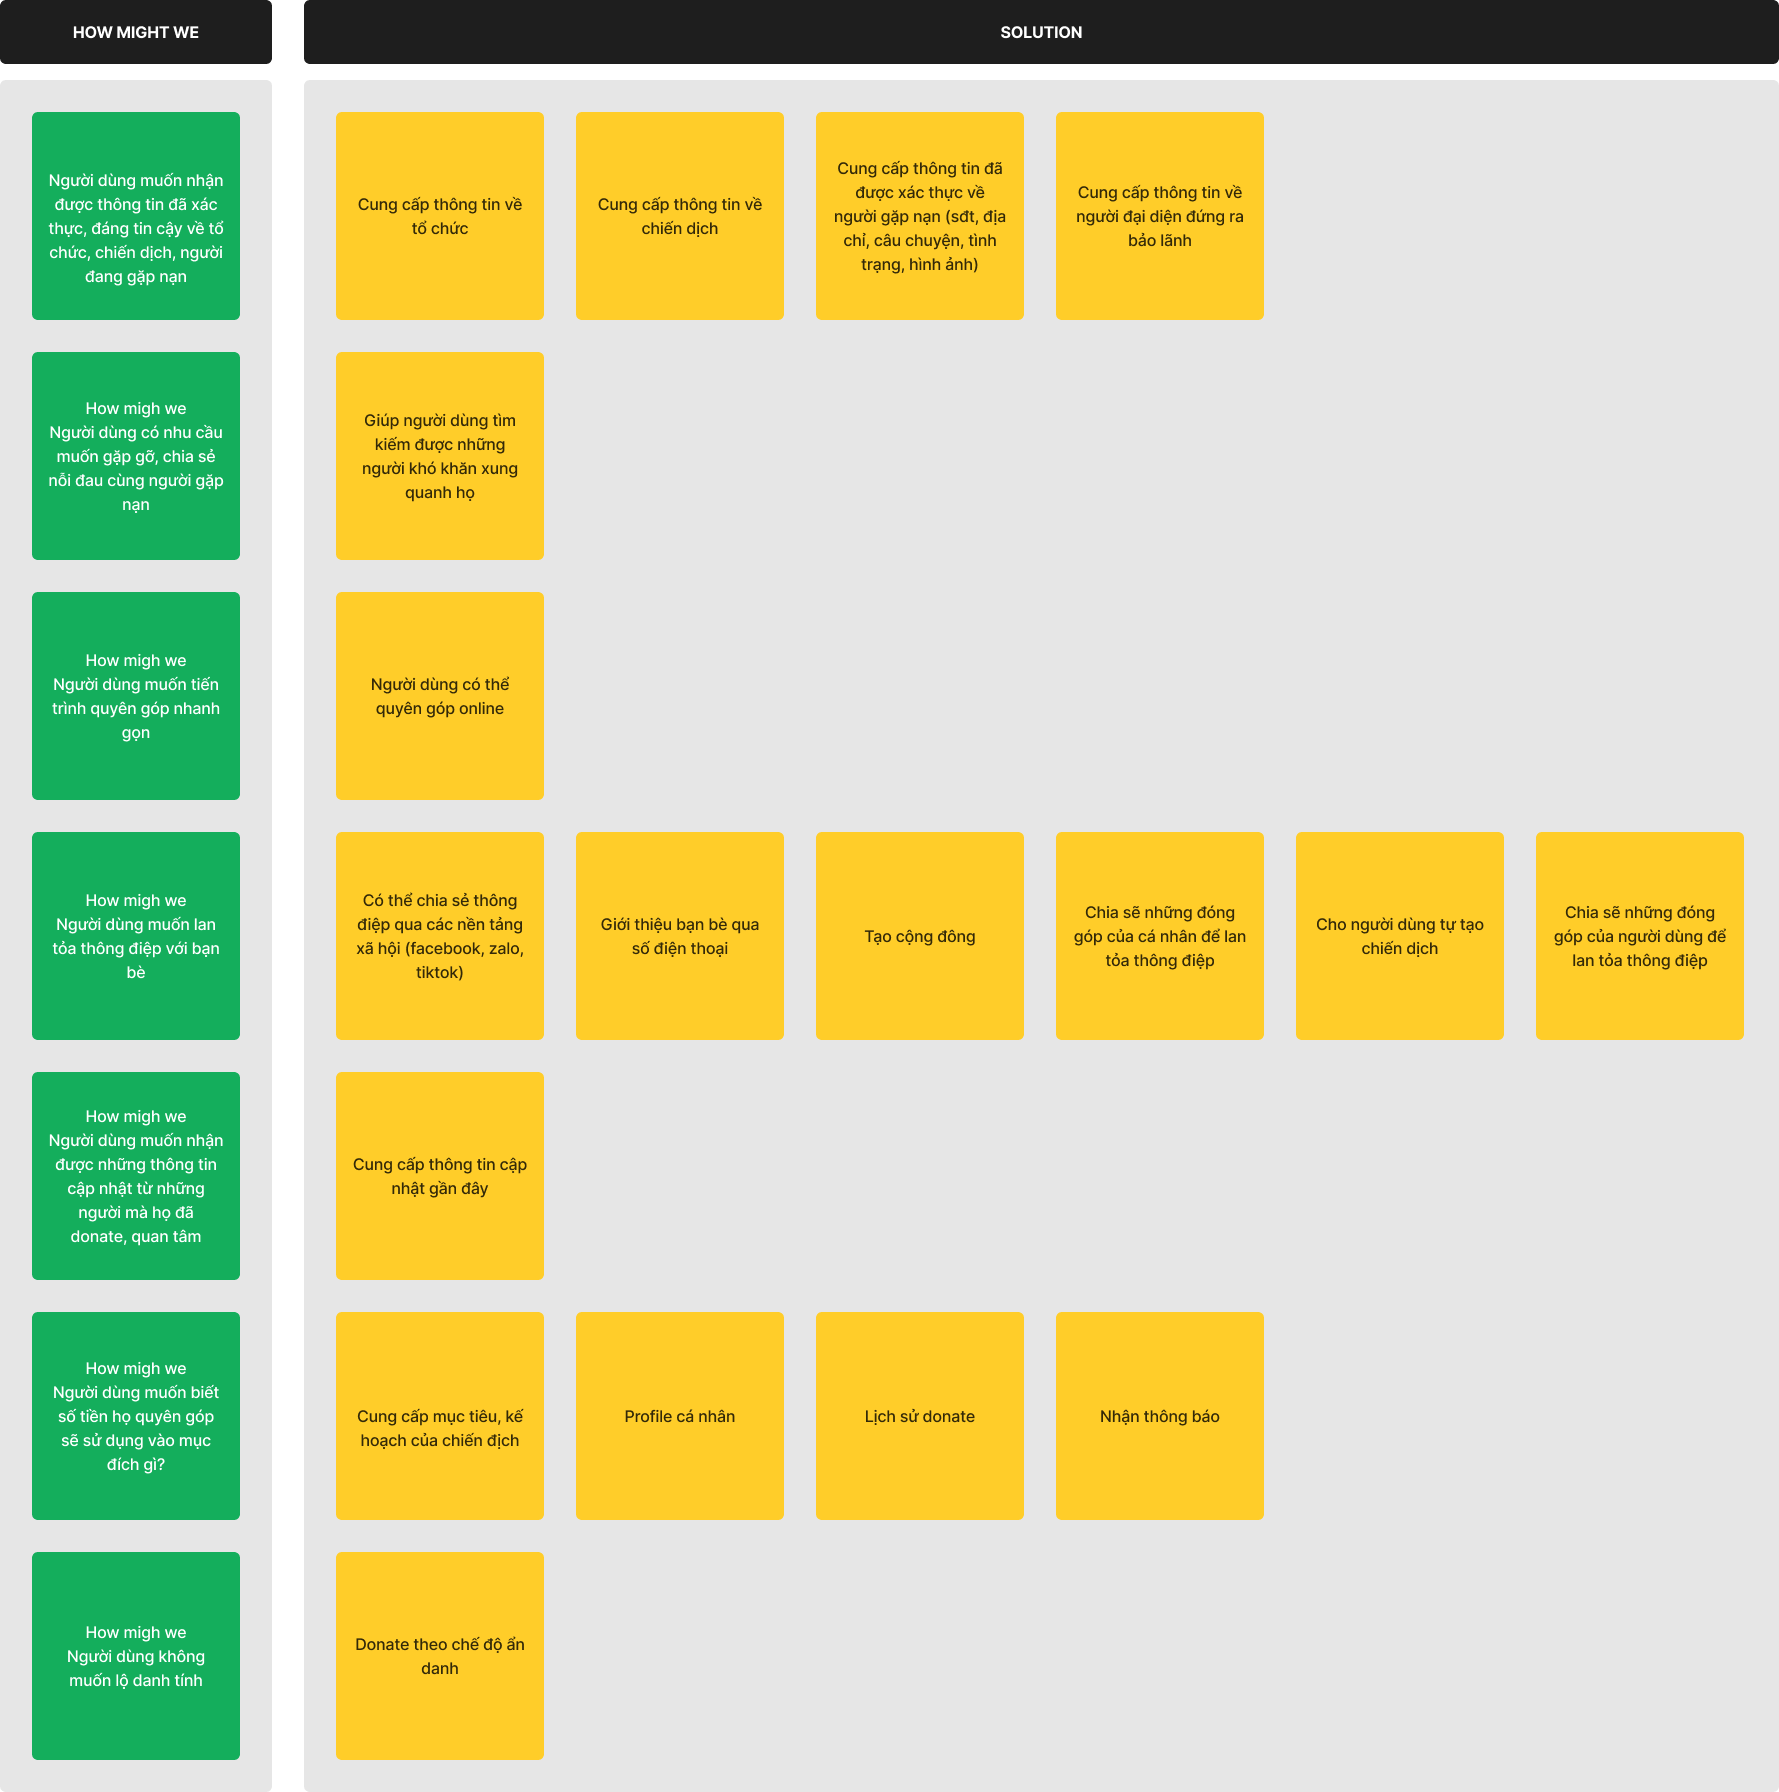 HOW MIGHT WE
SOLUTION
Người dùng muốn nhận
được thông tin đã xác
thực, đáng tin cậy về tổ
chức, chiến dịch, người
đang gặp nạn
Cung cấp thông tin về
tổ chức
Cung cấp thông tin về
chiến dịch
Cung cấp thông tin đã
được xác thực về
người gặp nạn (sđt, địa
chỉ, câu chuyện, tình
trạng, hình ảnh)
Cung cấp thông tin về
người đại diện đứng ra
bảo lãnh
How migh we
Người dùng có nhu cầu
muốn gặp gỡ, chia sẻ
nỗi đau cùng người gặp
nạn
Giúp người dùng tìm
kiếm được những
người khó khăn xung
quanh họ
How migh we
Người dùng muốn tiến
trình quyên góp nhanh
gọn
Người dùng có thể
quyên góp online
How migh we
Người dùng muốn lan
tỏa thông điệp với bạn
bè
Có thể chia sẻ thông
điệp qua các nền tảng
xã hội (facebook, zalo,
tiktok)
Giới thiệu bạn bè qua
số điện thoại
Tạo cộng đông
Chia sẽ những đóng
góp của cá nhân để lan
tỏa thông điệp
Cho người dùng tự tạo
chiến dịch
Chia sẽ những đóng
góp của người dùng để
lan tỏa thông điệp
How migh we
Người dùng muốn nhận
được những thông tin
cập nhật từ những
người mà họ đã
donate, quan tâm
Cung cấp thông tin cập
nhật gần đây
How migh we
Người dùng muốn biết
số tiền họ quyên góp
sẽ sử dụng vào mục
đích gì?
Cung cấp mục tiêu, kế
hoạch của chiến địch
Profile cá nhân
Lịch sử donate
Nhận thông báo
How migh we
Người dùng không
muốn lộ danh tính
Donate theo chế độ ẩn
danh